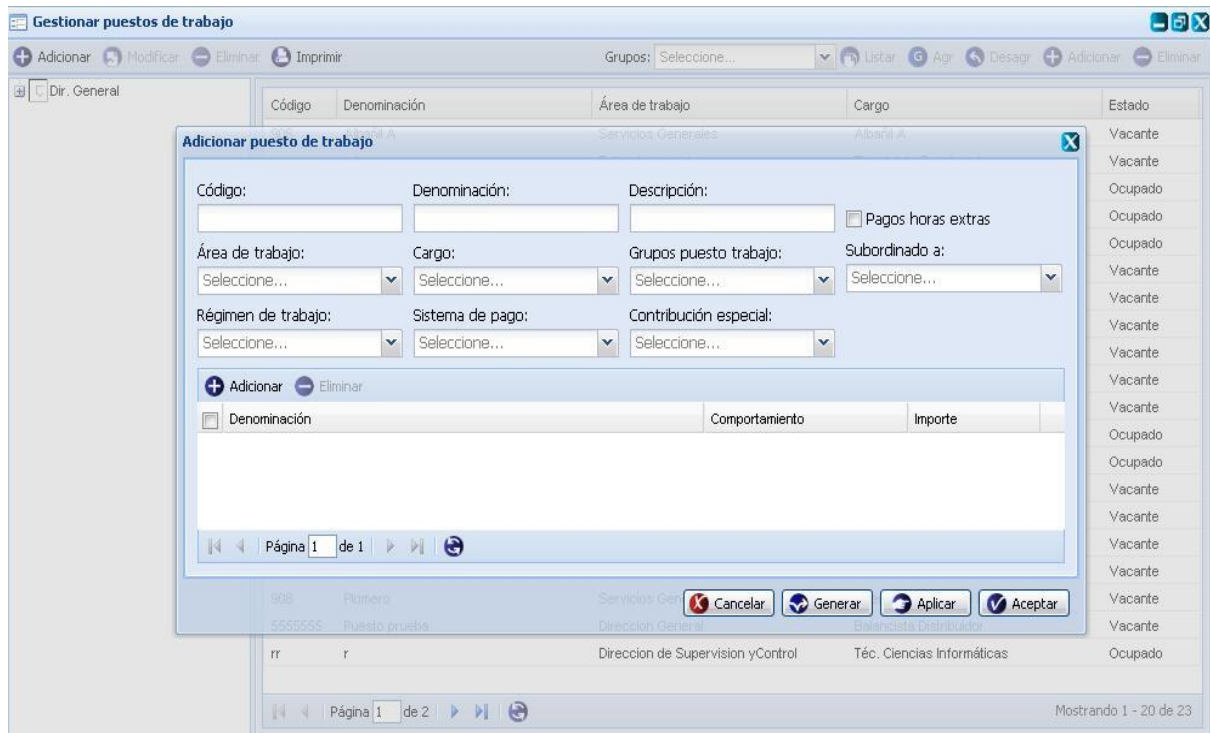 Gestionar puestos de trabajo
Adicionar Modificar Eliminar Imprimir Grupos: Seleccione... Listar Agr Desagr Adicionar Eliminar
Dir. General
Código Denominación Área de trabajo Cargo Estado
Albañil A Servicios Generales Albañil A Vacante
Adicionar puesto de trabajo
Vacante
Código: Denominación: Descripción:
Ocupado
Pagos horas extras
Ocupado
Área de trabajo: Cargo: Grupos puesto trabajo: Subordinado a:
Ocupado
Seleccione... Seleccione... Seleccione... Seleccione...
Vacante
Vacante
Régimen de trabajo: Sistema de pago: Contribución especial:
Vacante
Seleccione... Seleccione... Seleccione...
Vacante
Adicionar Eliminar
Vacante
Denominación Comportamiento Importe
Vacante
Ocupado
Ocupado
Vacante
Vacante
Página 1 de 1
Vacante
Vacante
908 Plomero Servicios Gen Vacante
Cancelar Generar Aplicar Aceptar
5555555 Puesto prueba Direccion General Balancista Distribuidor Vacante
rr r Direccion de Supervision yControl Téc. Ciencias Informáticas Ocupado
Página 1 de 2 Mostrando 1 - 20 de 23